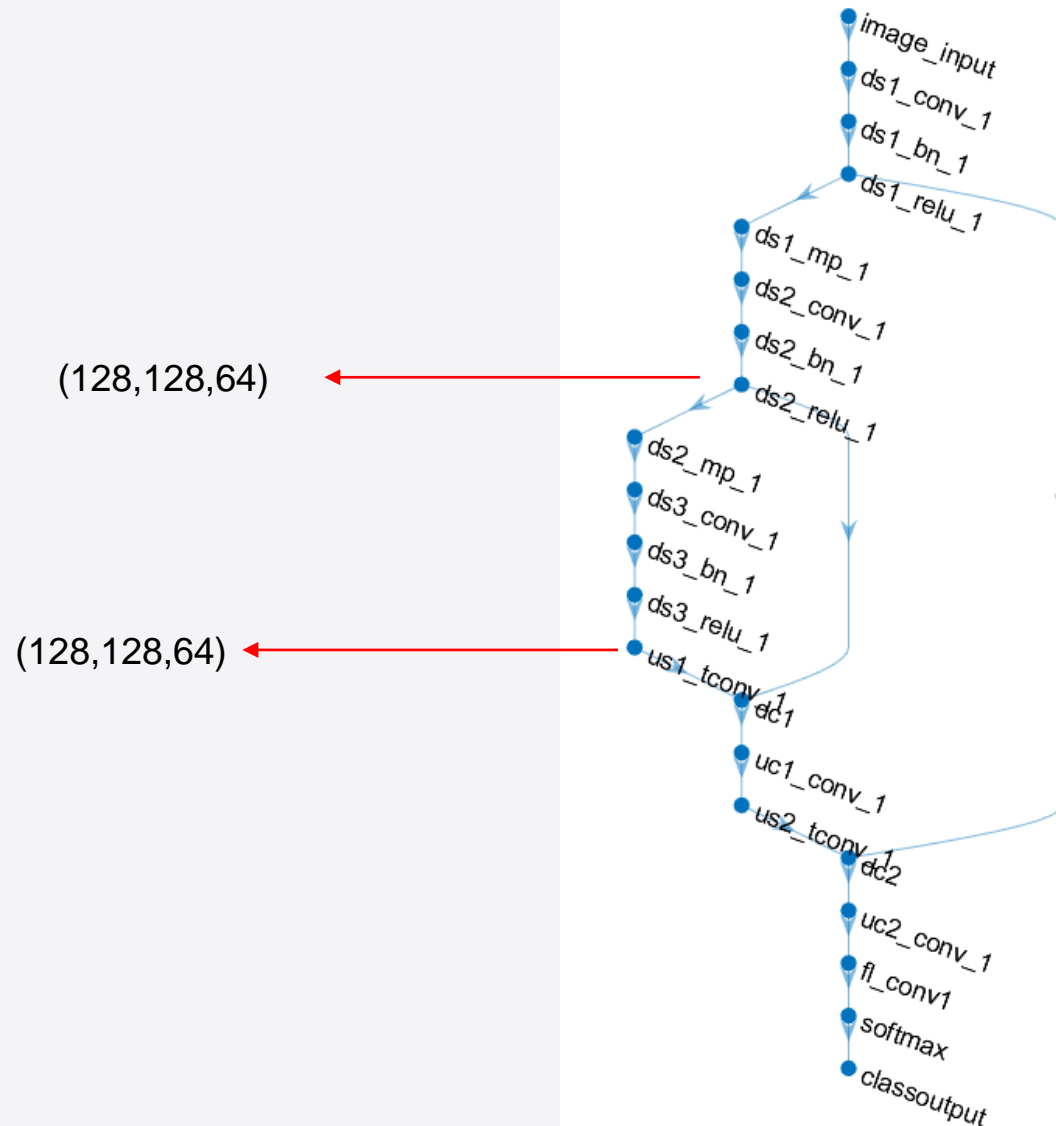 image_input
ds1_conv_1
ds1_bn_1
ds1_relu_1
ds1_mp_1
ds2_conv_1
ds2_bn_1
(128,128,64)
ds2_relu_1
ds2_mp_1
ds3_conv_1
ds3_bn_1
ds3_relu_1
(128,128,64)
us1_tconv_1
dc1
uc1_conv_1
us2_tconv_1
dc2
uc2_conv_1
fl_conv1
softmax
classoutput